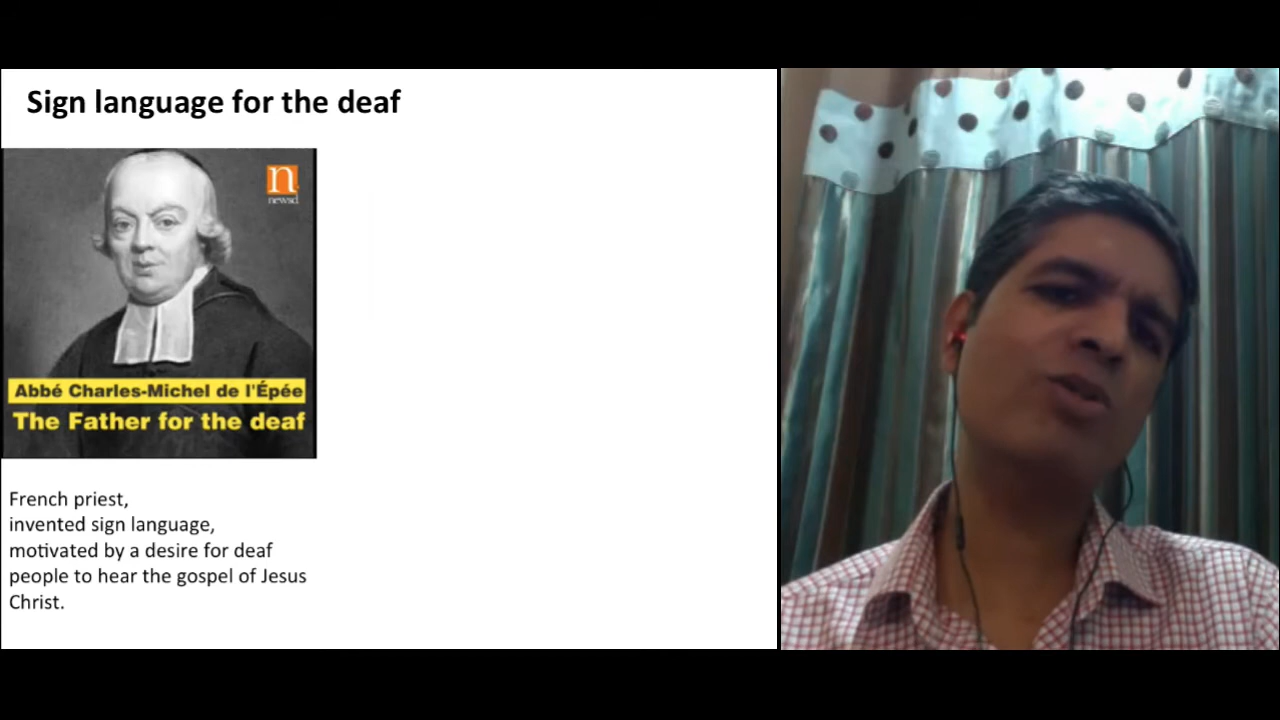 Sign language for the deaf
n
newsd
Abbé Charles-Michel de l'Épée
The Father for the deaf
French priest,
invented sign language,
motivated by a desire for deaf
people to hear the gospel of Jesus
Christ.